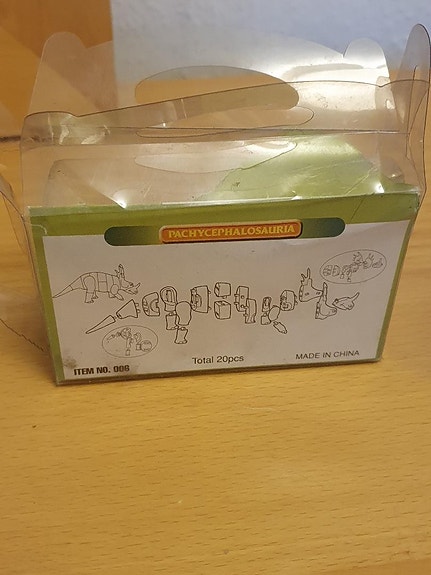 PACHYCEPHALOSAURIA
Total 20pcs
MADE IN CHINA
ITEM NO. 006